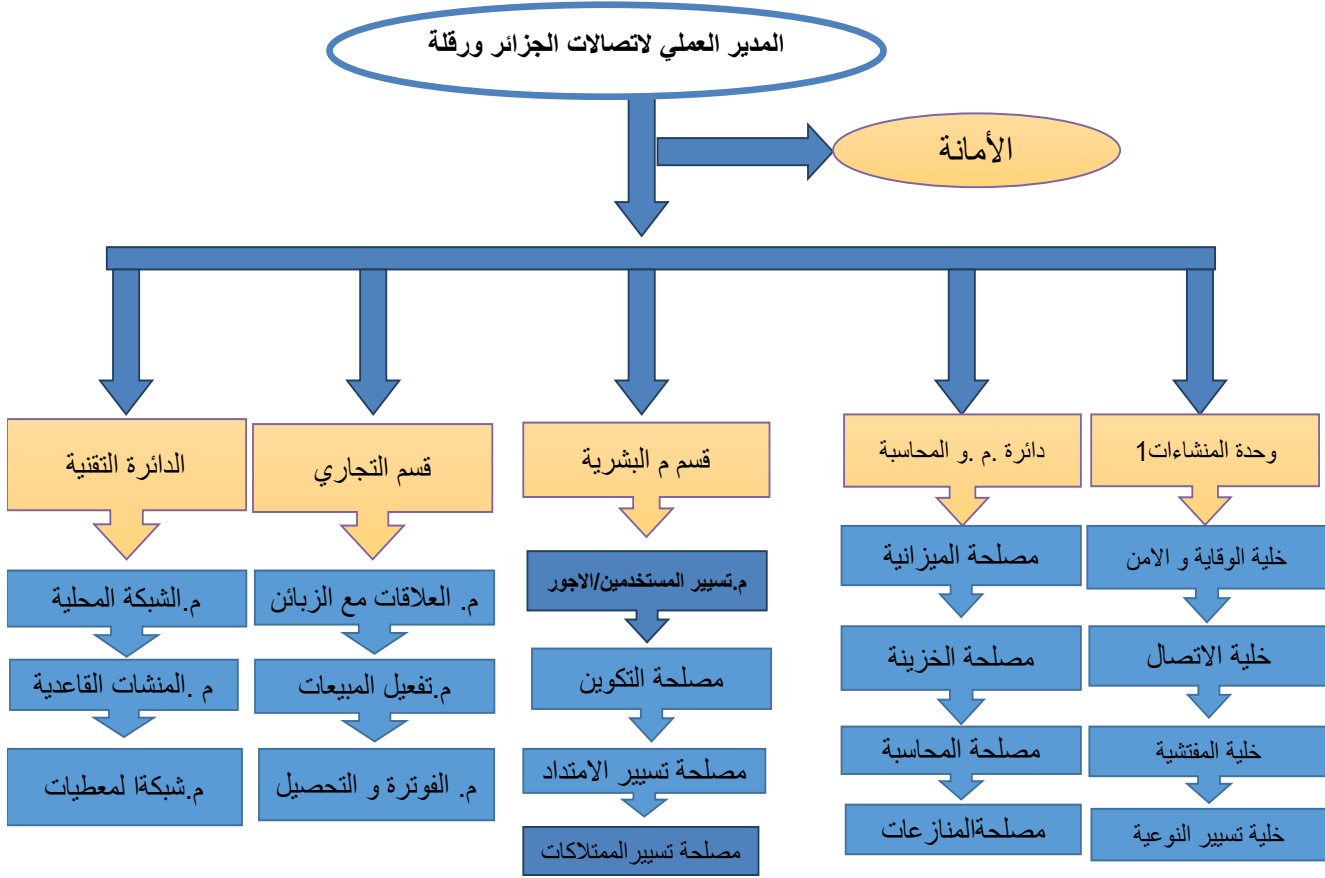 المدير العملي لاتصالات الجزائر ورقلة
الأمانة
وحدة المنشاءات1
خلية الوقاية و الامن
خلية الاتصال
خلية المفتشية
خلية تسيير النوعية
دائرة .م .و المحاسبة
مصلحة الميزانية
مصلحة الخزينة
مصلحة المحاسبة
مصلحةالمنازعات
قسم م البشرية
م.تسيير المستخدمين/الاجور
مصلحة التكوين
مصلحة تسيير الامتداد
مصلحة تسييرالممتلاكات
قسم التجاري
م. العلاقات مع الزبائن
م.تفعيل المبيعات
م. الفوترة و التحصيل
الدائرة التقنية
م.الشبكة المحلية
م .المنشات القاعدية
م.شبكةا لمعطيات